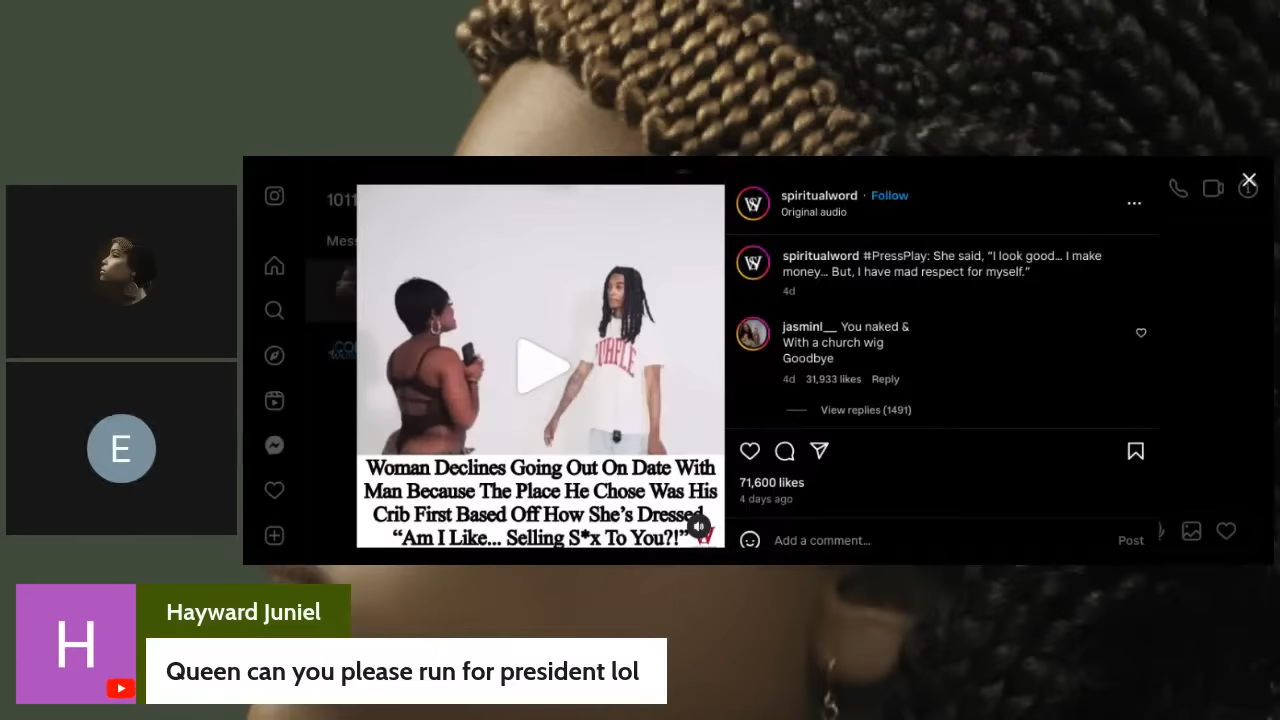 1011
Mess
spiritualword · Follow
Original audio
spiritualword #PressPlay: She said, “I look good... I make
money... But, I have mad respect for myself.”
4d
jasminl__ You naked &
With a church wig
Goodbye
4d 31,933 likes Reply
View replies (1491)
71,600 likes
4 days ago
Add a comment...
Post
PURPLE
Woman Declines Going Out On Date With
Man Because The Place He Chose Was His
Crib First Based Off How She’s Dressed
“Am I Like... Selling S*x To You?!”
E
H
Hayward Juniel
Queen can you please run for president lol